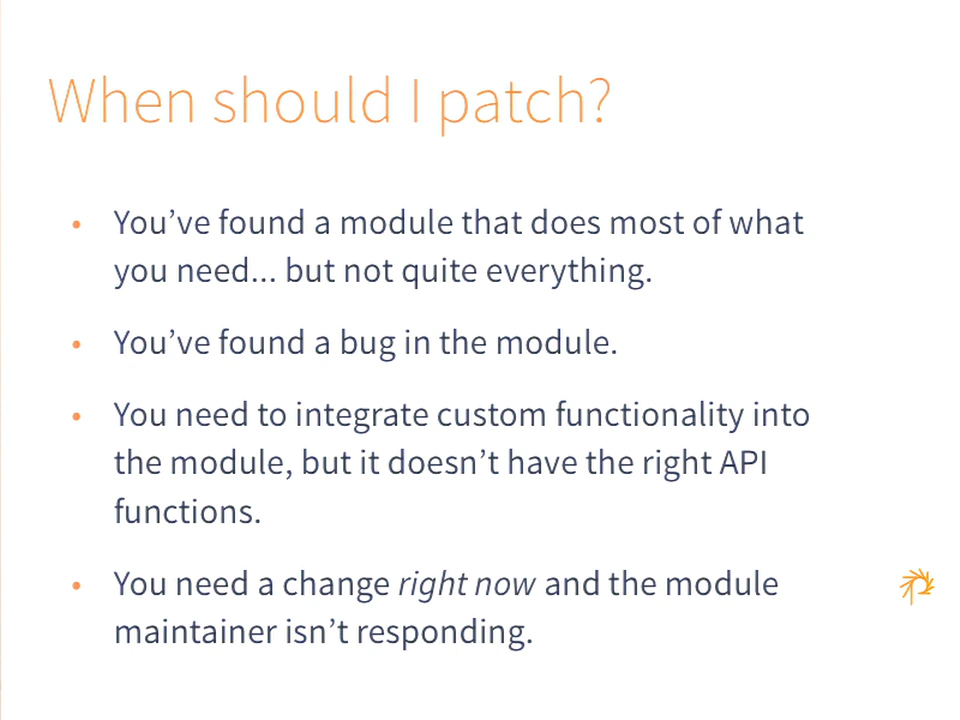 When should I patch?
• You’ve found a module that does most of what
you need... but not quite everything.
• You’ve found a bug in the module.
• You need to integrate custom functionality into
the module, but it doesn’t have the right API
functions.
• You need a change right now and the module
maintainer isn’t responding.